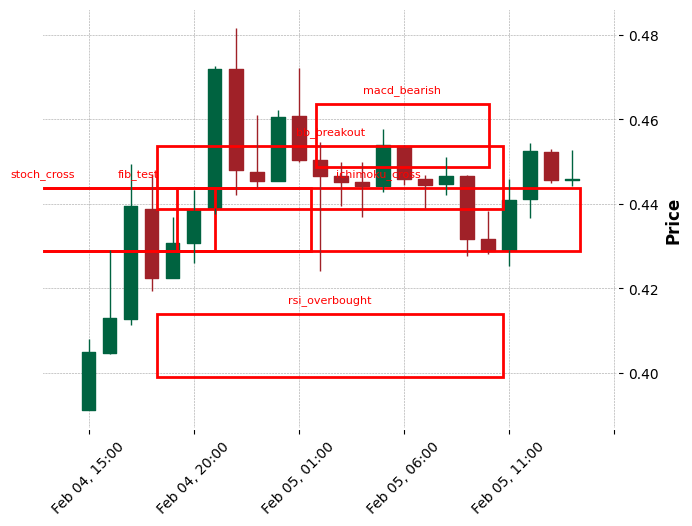 0.48
0.46
0.44
0.42
0.40
Price
macd_bearish
fb_breakout
stoch_cross
fib_test
ichimoku_cross
rsi_overbought
Feb 04, 15:00
Feb 04, 20:00
Feb 05, 01:00
Feb 05, 06:00
Feb 05, 11:00